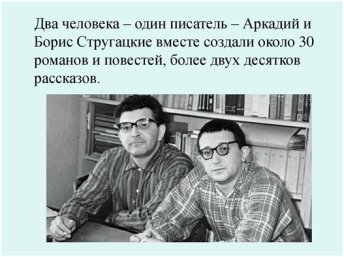 Два человека – один писатель – Аркадий и
Борис Стругацкие вместе создали около 30
романов и повестей, более двух десятков
рассказов.